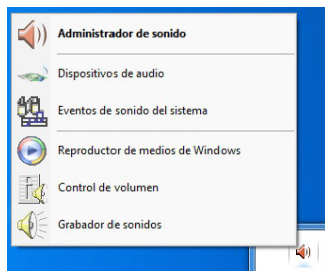 Administrador de sonido
Dispositivos de audio
Eventos de sonido del sistema
Reproductor de medios de Windows
Control de volumen
Grabador de sonidos